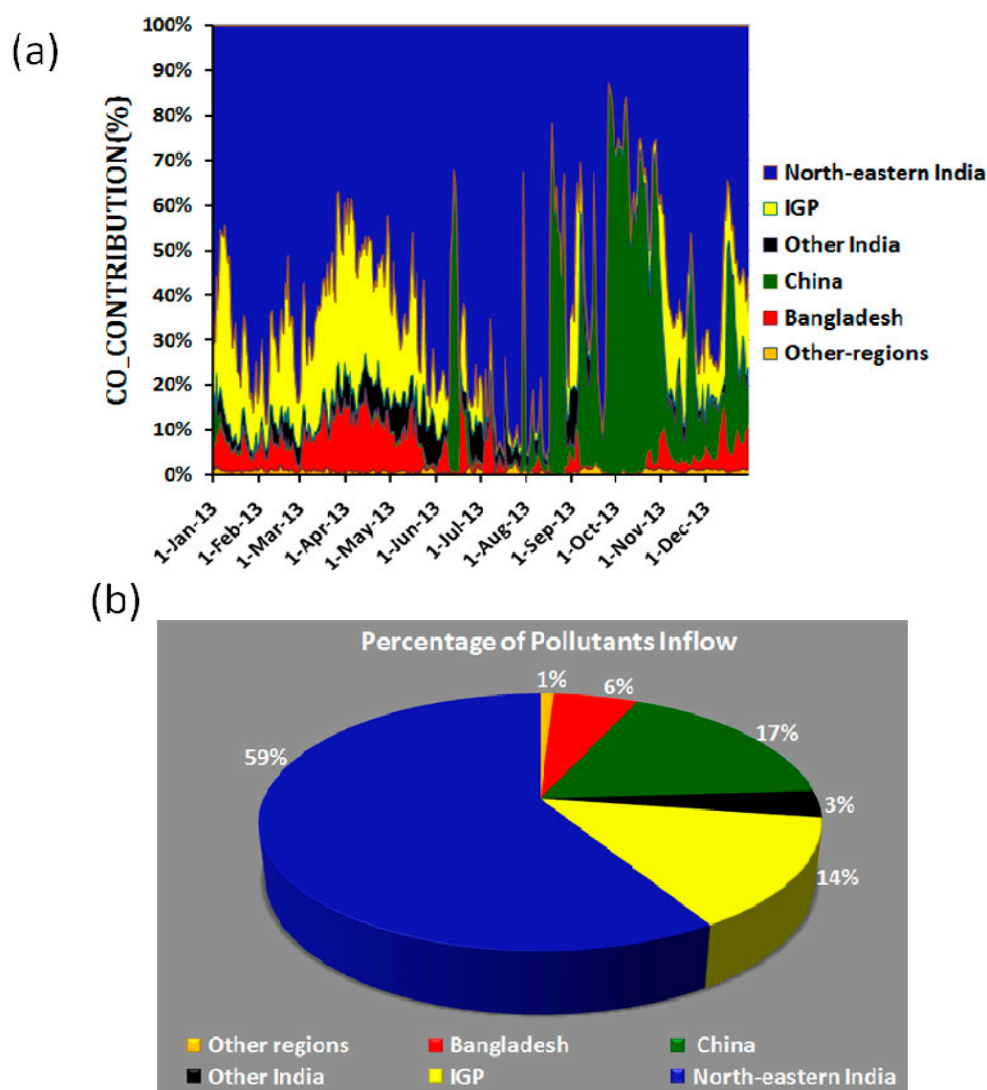 (a)
CO_CONTRIBUTION(%)
100%
90%
80%
70%
60%
50%
40%
30%
20%
10%
0%
1-Jan-13
1-Feb-13
1-Mar-13
1-Apr-13
1-May-13
1-Jun-13
1-Jul-13
1-Aug-13
1-Sep-13
1-Oct-13
1-Nov-13
1-Dec-13
North-eastern India
IGP
Other India
China
Bangladesh
Other-regions
(b)
Percentage of Pollutants Inflow
1%
6%
17%
3%
14%
59%
Other regions
Bangladesh
China
Other India
IGP
North-eastern India